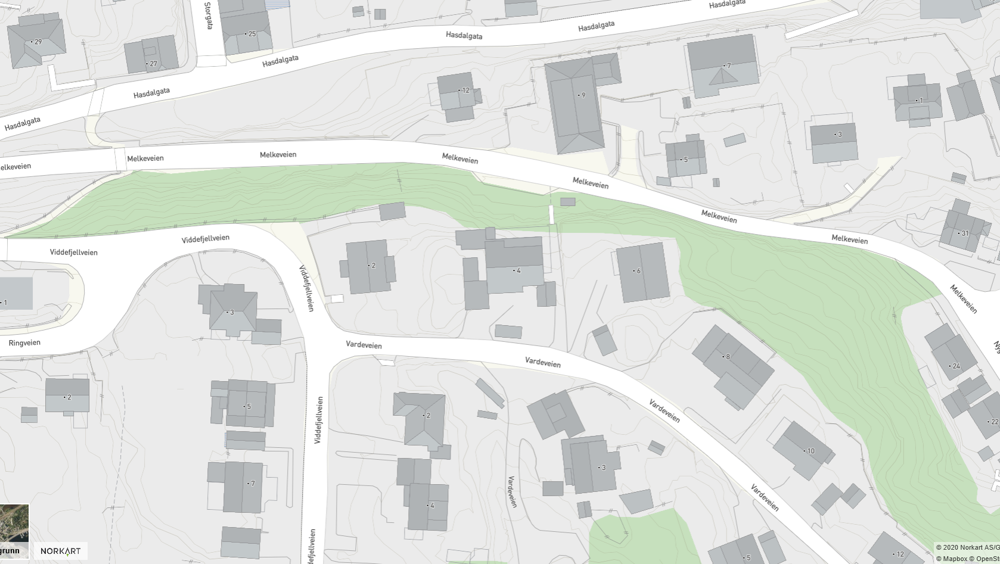 Storgata
Hasdalgata
29
25
Hasdalgata
Hasdalgata
7
27
Hasdalgata
Hasdalgata
12
9
1
Hasdalgata
3
Melkeveien
Melkeveien
Melkeveien
5
elkeveien
Melkeveien
Melkeveien
31
Viddefjellveien
Viddefjellveien
Melkeveien
2
4
6
Viddefjellveien
Melkeveien
1
3
Ringveien
Vardeveien
8
Vardeveien
24
2
5
2
Vardeveien
Viddefjellveien
22
10
3
7
Vardeveien
Vardeveien
4
grunn
NORKART
defjellveien
5
12
© 2020 Norkart AS/G
© Mapbox © OpenSt